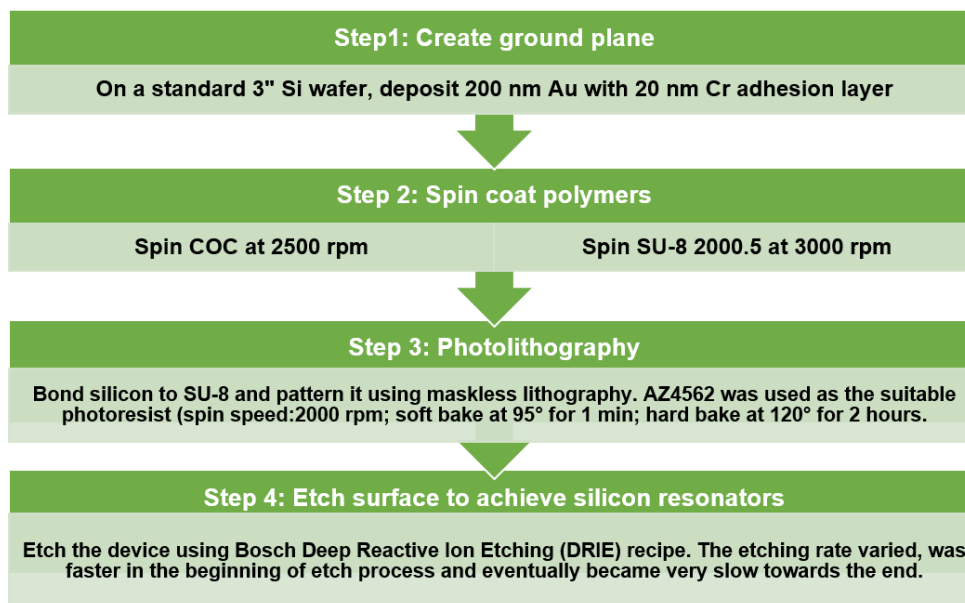 Step1: Create ground plane
On a standard 3" Si wafer, deposit 200 nm Au with 20 nm Cr adhesion layer
Step 2: Spin coat polymers
Spin COC at 2500 rpm
Spin SU-8 2000.5 at 3000 rpm
Step 3: Photolithography
Bond silicon to SU-8 and pattern it using maskless lithography. AZ4562 was used as the suitable
photoresist (spin speed:2000 rpm; soft bake at 95° for 1 min; hard bake at 120° for 2 hours.
Step 4: Etch surface to achieve silicon resonators
Etch the device using Bosch Deep Reactive Ion Etching (DRIE) recipe. The etching rate varied, was
faster in the beginning of etch process and eventually became very slow towards the end.